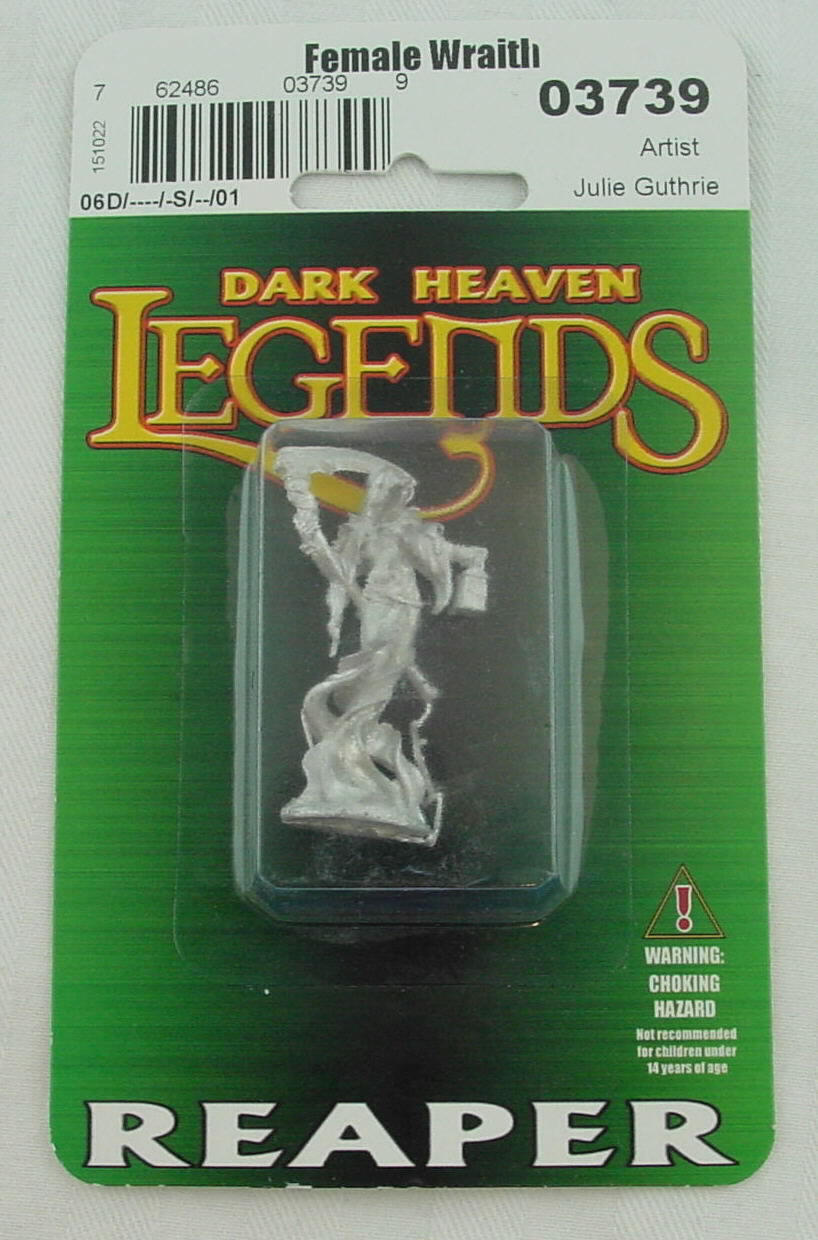 Female Wraith
7 62486 03739 9
03739
151022
Artist
Julie Guthrie
06D/----/-S/--/01
DARK HEAVEN
LEGENDS
!
WARNING:
CHOKING
HAZARD
Not recommended
for children under
14 years of age
REAPER